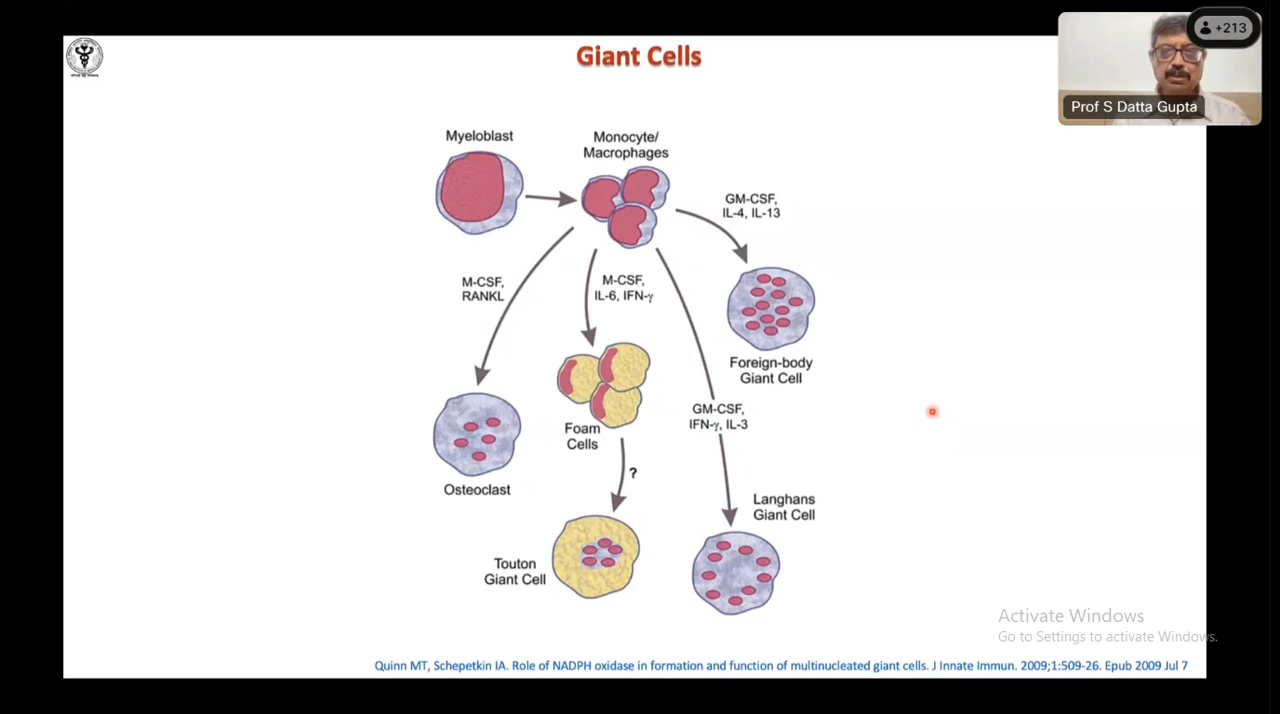 Giant Cells
+213
Prof S Datta Gupta
Myeloblast
Monocyte/
Macrophages
GM-CSF,
IL-4, IL-13
M-CSF,
RANKL
M-CSF,
IL-6, IFN-γ
Foreign-body
Giant Cell
GM-CSF,
IFN-γ, IL-3
Foam
Cells
?
Osteoclast
Langhans
Giant Cell
Touton
Giant Cell
Activate Windows
Go to Settings to activate Windows.
Quinn MT, Schepetkin IA. Role of NADPH oxidase in formation and function of multinucleated giant cells. J Innate Immun. 2009;1:509-26. Epub 2009 Jul 7